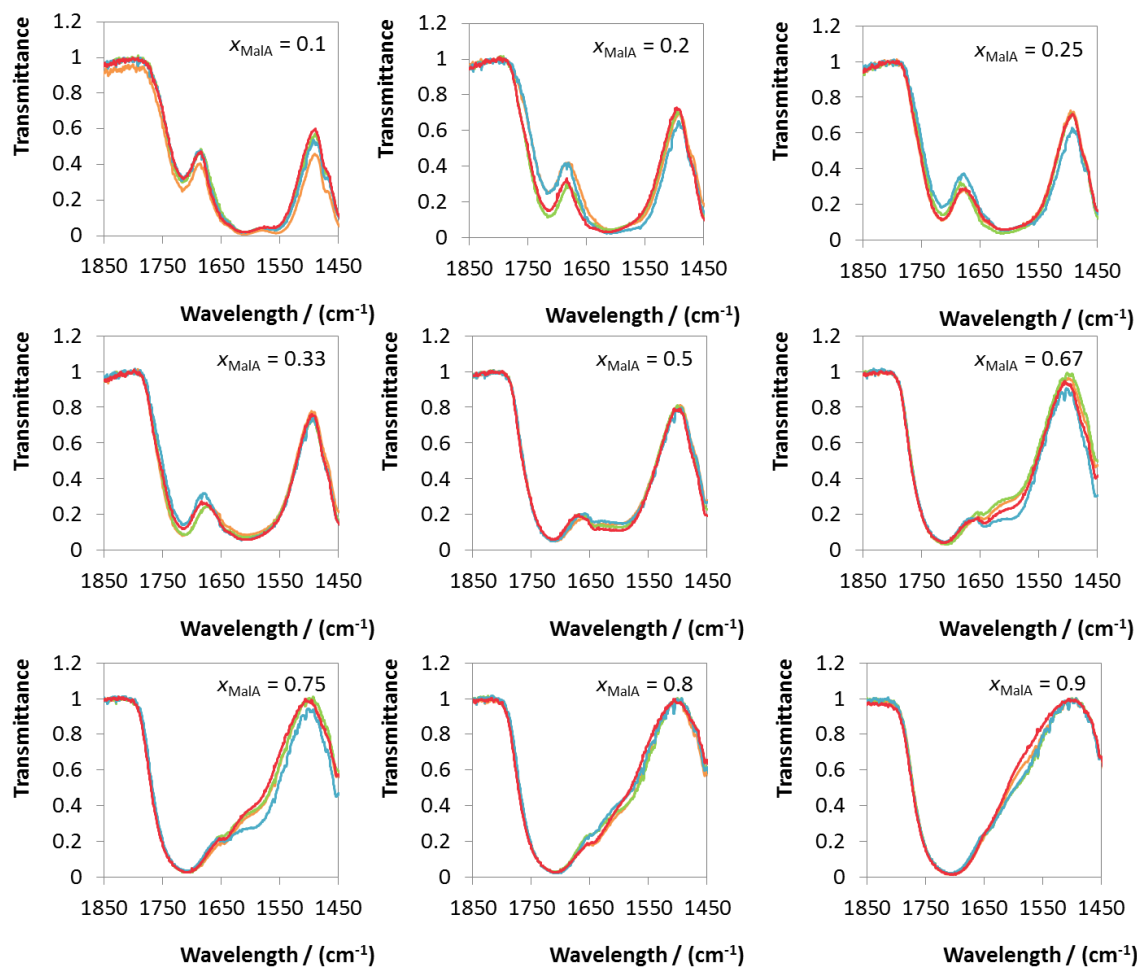 Transmittance
1.2
1
0.8
0.6
0.4
0.2
0
xMalA = 0.1
1850 1750 1650 1550 1450
Wavelength / (cm-1)
Transmittance
1.2
1
0.8
0.6
0.4
0.2
0
xMalA = 0.2
1850 1750 1650 1550 1450
Wavelength / (cm-1)
Transmittance
1.2
1
0.8
0.6
0.4
0.2
0
xMalA = 0.25
1850 1750 1650 1550 1450
Wavelength / (cm-1)
Transmittance
1.2
1
0.8
0.6
0.4
0.2
0
xMalA = 0.33
1850 1750 1650 1550 1450
Wavelength / (cm-1)
Transmittance
1.2
1
0.8
0.6
0.4
0.2
0
xMalA = 0.5
1850 1750 1650 1550 1450
Wavelength / (cm-1)
Transmittance
1.2
1
0.8
0.6
0.4
0.2
0
xMalA = 0.67
1850 1750 1650 1550 1450
Wavelength / (cm-1)
Transmittance
1.2
1
0.8
0.6
0.4
0.2
0
xMalA = 0.75
1850 1750 1650 1550 1450
Wavelength / (cm-1)
Transmittance
1.2
1
0.8
0.6
0.4
0.2
0
xMalA = 0.8
1850 1750 1650 1550 1450
Wavelength / (cm-1)
Transmittance
1.2
1
0.8
0.6
0.4
0.2
0
xMalA = 0.9
1850 1750 1650 1550 1450
Wavelength / (cm-1)